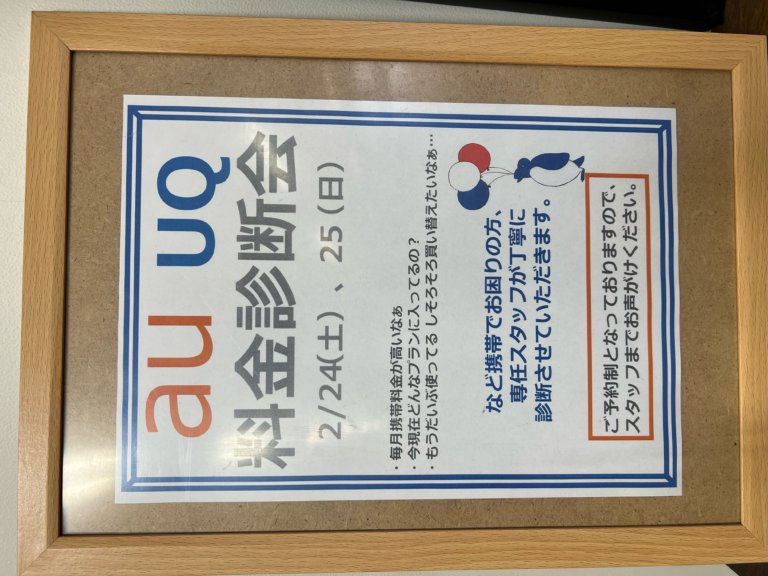 au UQ
料金診断会
2/24(土)、25(日)
・毎月携帯料金が高いなぁ
・今現在どんなプランに入ってるの？
・もうだいぶ使ってる しそろそろ買い替えたいなぁ…
など携帯でお困りの方、
専任スタッフが丁寧に
診断させていただきます。
ご予約制となっておりますので、
スタッフまでお声がけください。